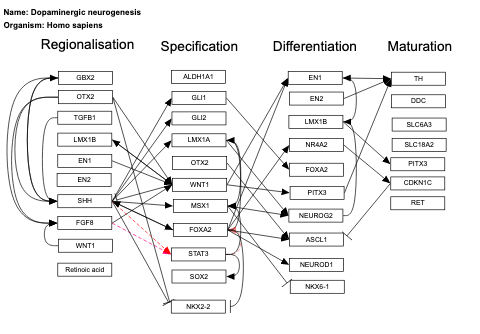 Name: Dopaminergic neurogenesis
Organism: Homo sapiens
Regionalisation
Specification
Differentiation
Maturation
GBX2
OTX2
TGFB1
LMX1B
EN1
EN2
SHH
FGF8
WNT1
Retinoic acid
ALDH1A1
GLI1
GLI2
LMX1A
OTX2
WNT1
MSX1
FOXA2
STAT3
SOX2
NKX2-2
EN1
EN2
LMX1B
NR4A2
FOXA2
PITX3
NEUROG2
ASCL1
NEUROD1
NKX6-1
TH
DDC
SLC6A3
SLC18A2
PITX3
CDKN1C
RET